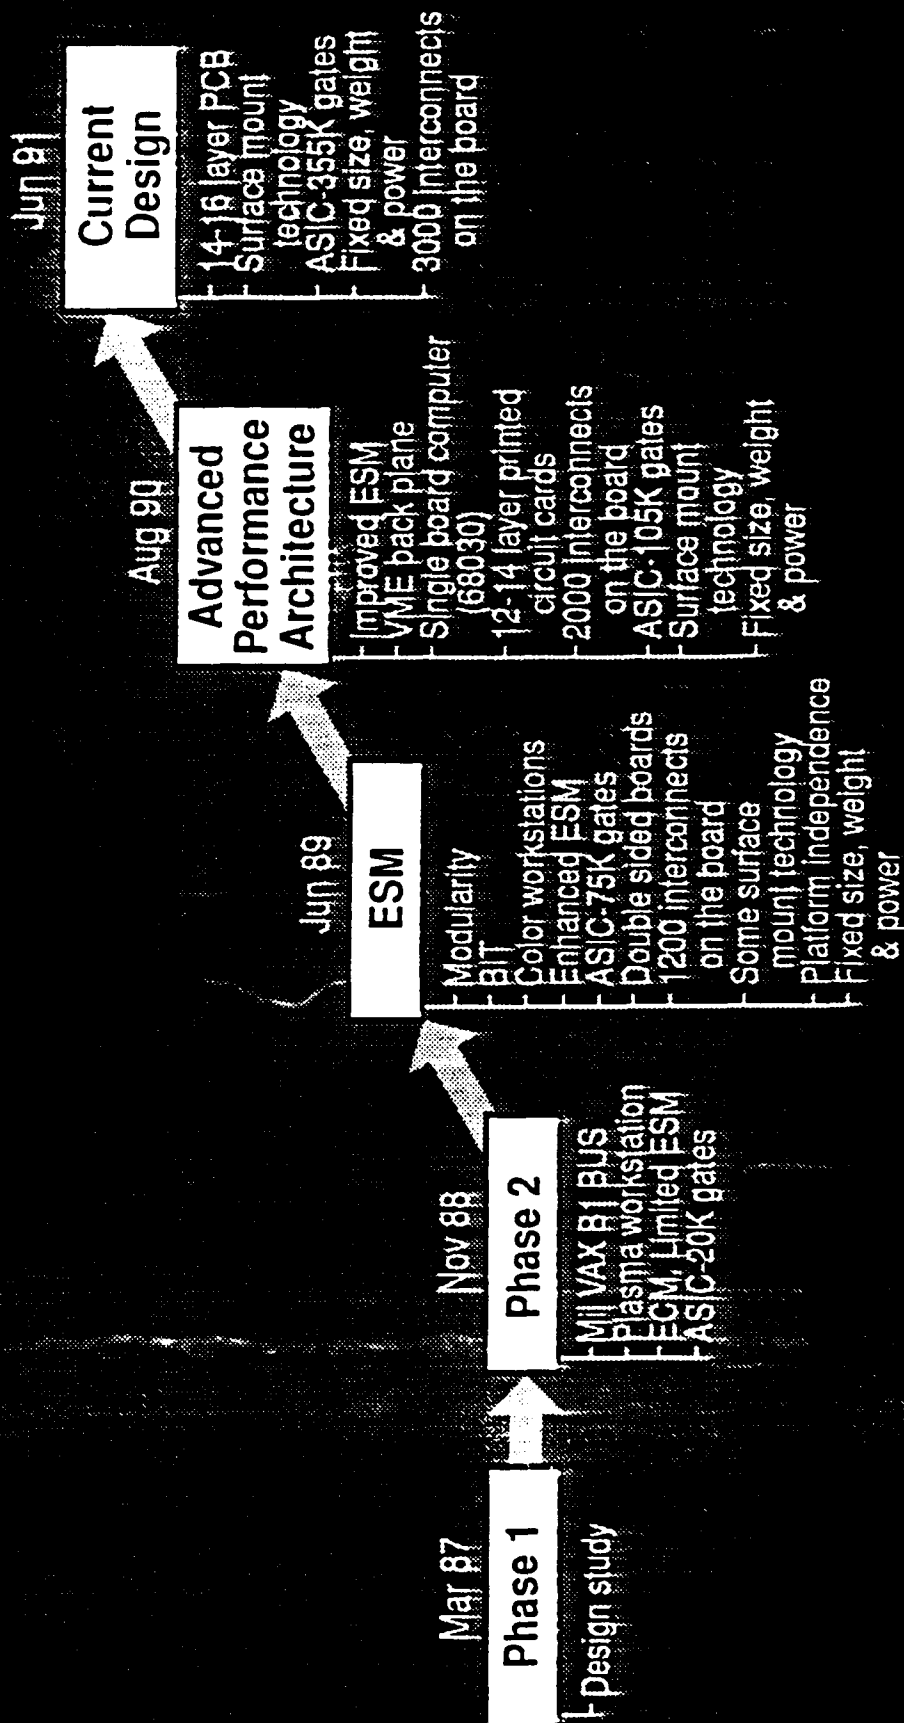 Mar 87
Phase 1
Design study
Nov 88
Phase 2
Mil VAX B1 BUS
Plasma workstation
ECM, Limited ESM
ASIC-20K gates
Jun 89
ESM
Modularity
BIT
Color workstations
Enhanced ESM
ASIC-75K gates
Double sided boards
1200 interconnects
on the board
Some surface
mount technology
Platform independence
Fixed size, weight
& power
Aug 90
Advanced
Performance
Architecture
Improved ESM
VME back plane
Single board computer
(68030)
12-14 layer printed
circuit cards
2000 Interconnects
on the board
ASIC-105K gates
Surface mount
technology
Fixed size, weight
& power
Jun 91
Current
Design
14-16 layer PCB
Surface mount
technology
ASIC-355K gates
Fixed size, weight
& power
3000 Interconnects
on the board